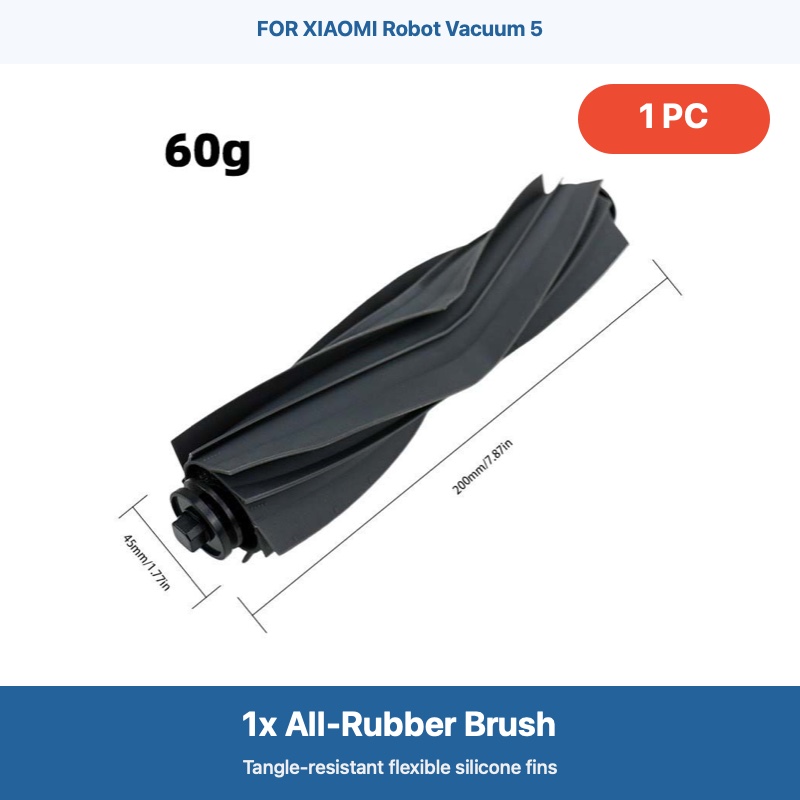 FOR XIAOMI Robot Vacuum 5
1 PC
60g
200mm/7.87in
45mm/1.77in
1x All-Rubber Brush
Tangle-resistant flexible silicone fins